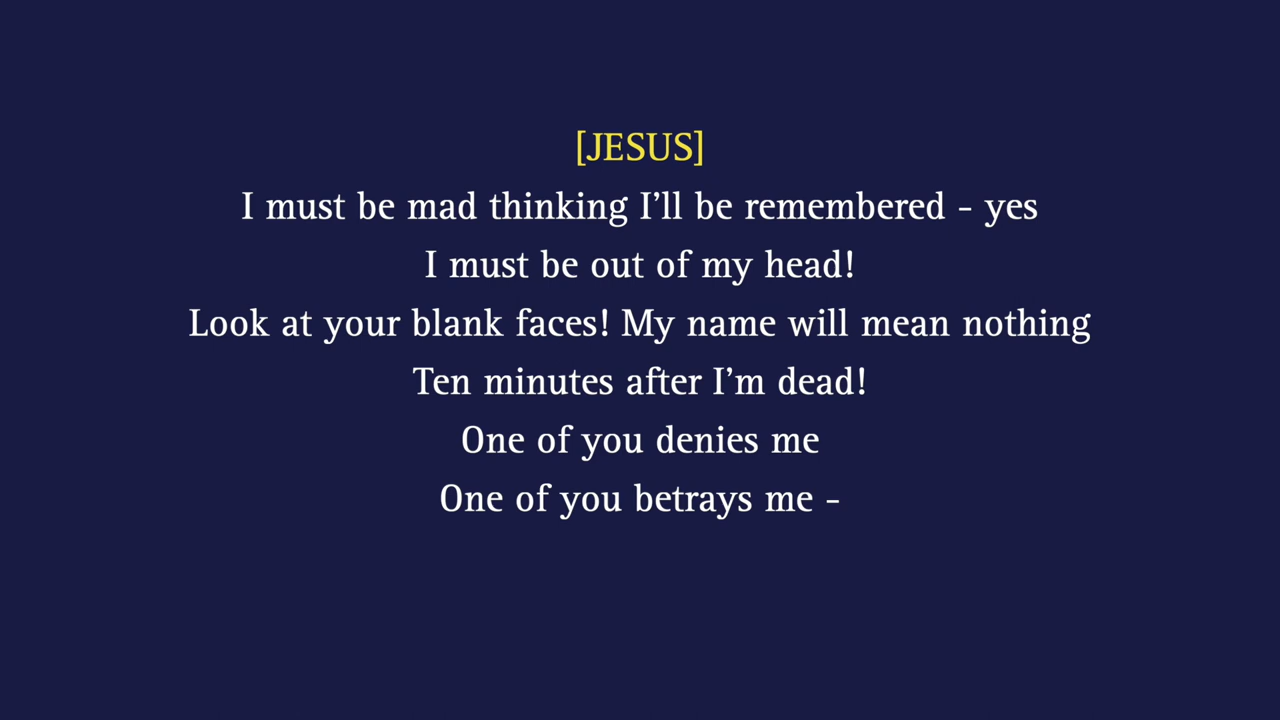 [JESUS]
I must be mad thinking I’ll be remembered - yes
I must be out of my head!
Look at your blank faces! My name will mean nothing
Ten minutes after I’m dead!
One of you denies me
One of you betrays me -